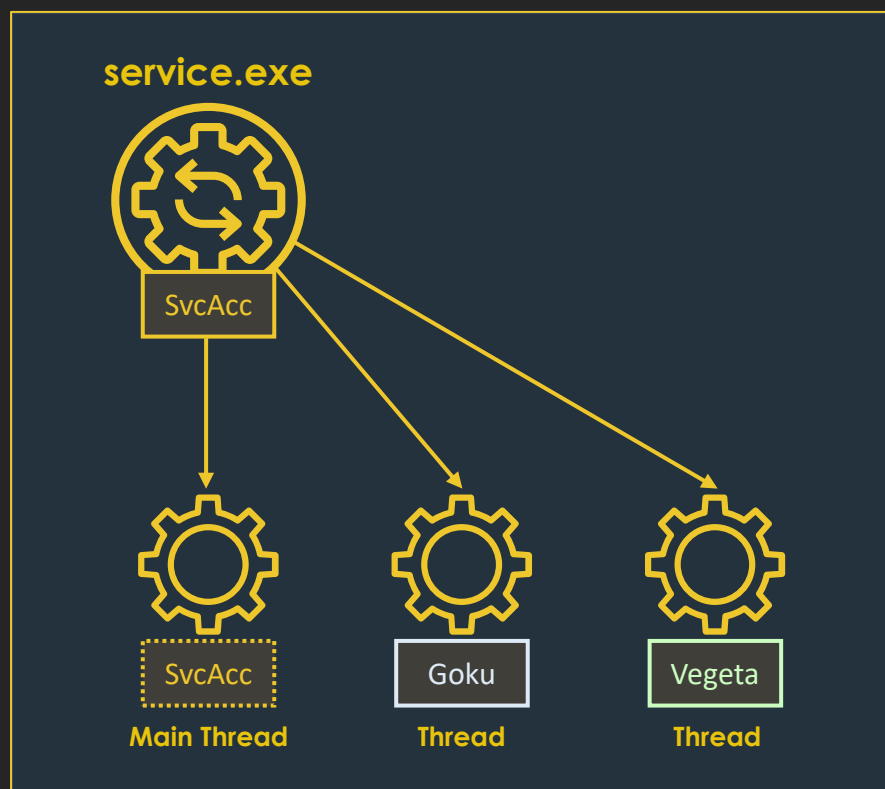 service.exe
SvcAcc
SvcAcc
Goku
Vegeta
Main Thread
Thread
Thread